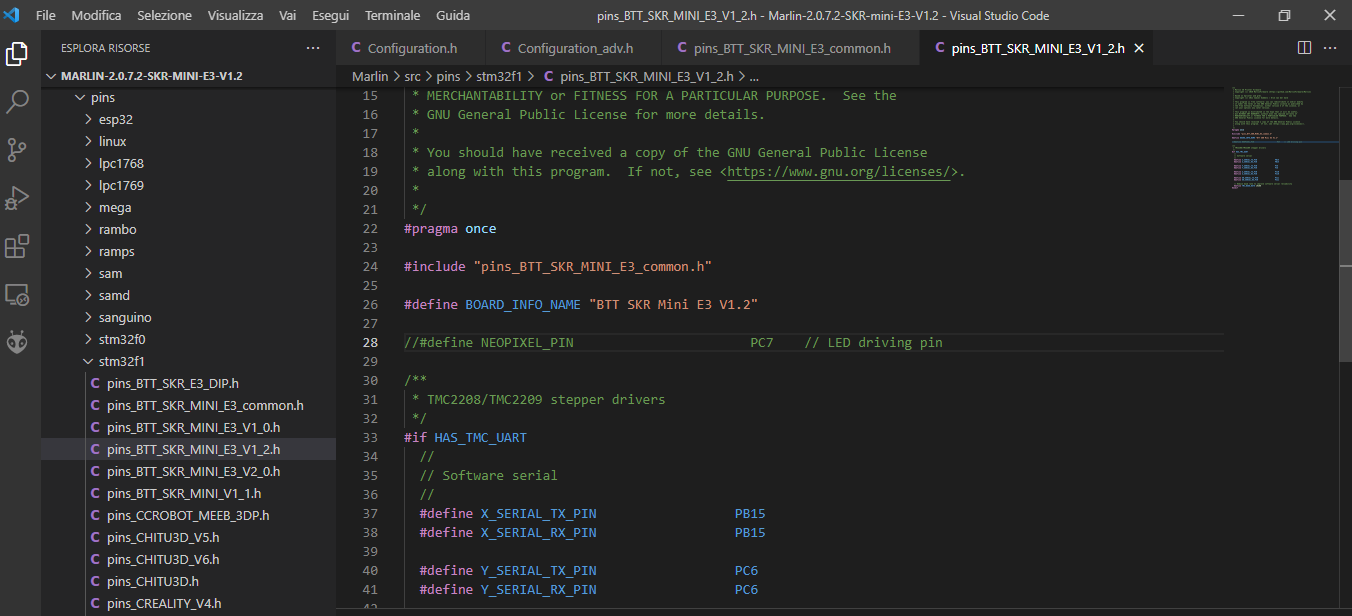 File Modifica Selezione Visualizza Vai Esegui Terminale Guida pins_BTT_SKR_MINI_E3_V1_2.h - Marlin-2.0.7.2-SKR-mini-E3-V1.2 - Visual Studio Code
ESPLORA RISORSE ···
MARLIN-2.0.7.2-SKR-MINI-E3-V1.2
pins
esp32
linux
lpc1768
lpc1769
mega
rambo
ramps
sam
samd
sanguino
stm32f0
stm32f1
C pins_BTT_SKR_E3_DIP.h
C pins_BTT_SKR_MINI_E3_common.h
C pins_BTT_SKR_MINI_E3_V1_0.h
C pins_BTT_SKR_MINI_E3_V1_2.h
C pins_BTT_SKR_MINI_E3_V2_0.h
C pins_BTT_SKR_MINI_V1_1.h
C pins_CCROBOT_MEEB_3DP.h
C pins_CHITU3D_V5.h
C pins_CHITU3D_V6.h
C pins_CHITU3D.h
C pins_CREALITY_V4.h
C Configuration.h C Configuration_adv.h C pins_BTT_SKR_MINI_E3_common.h C pins_BTT_SKR_MINI_E3_V1_2.h
Marlin > src > pins > stm32f1 > C pins_BTT_SKR_MINI_E3_V1_2.h > ...
15 * MERCHANTABILITY or FITNESS FOR A PARTICULAR PURPOSE.  See the
16 * GNU General Public License for more details.
17 *
18 * You should have received a copy of the GNU General Public License
19 * along with this program.  If not, see <https://www.gnu.org/licenses/>.
20 *
21 */
22 #pragma once
23
24 #include "pins_BTT_SKR_MINI_E3_common.h"
25
26 #define BOARD_INFO_NAME "BTT SKR Mini E3 V1.2"
27
28 //#define NEOPIXEL_PIN PC7 // LED driving pin
29
30 /**
31 * TMC2208/TMC2209 stepper drivers
32 */
33 #if HAS_TMC_UART
34 //
35 // Software serial
36 //
37 #define X_SERIAL_TX_PIN PB15
38 #define X_SERIAL_RX_PIN PB15
39
40 #define Y_SERIAL_TX_PIN PC6
41 #define Y_SERIAL_RX_PIN PC6